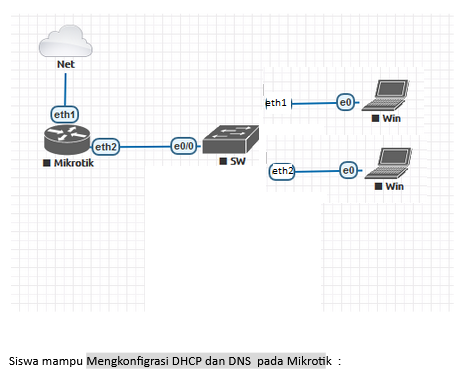 Net
eth1
Mikrotik
eth2
e0/0
SW
eth1
e0
Win
eth2
e0
Win
Siswa mampu Mengkonfigrasi DHCP dan DNS pada Mikrotik :